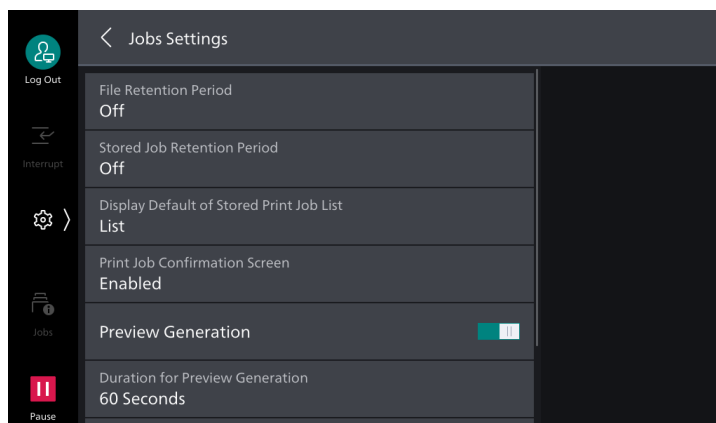 Jobs Settings
Log Out
File Retention Period
Off
Interrupt
Stored Job Retention Period
Off
Display Default of Stored Print Job List
List
Print Job Confirmation Screen
Enabled
Jobs
Preview Generation
Duration for Preview Generation
60 Seconds
Pause